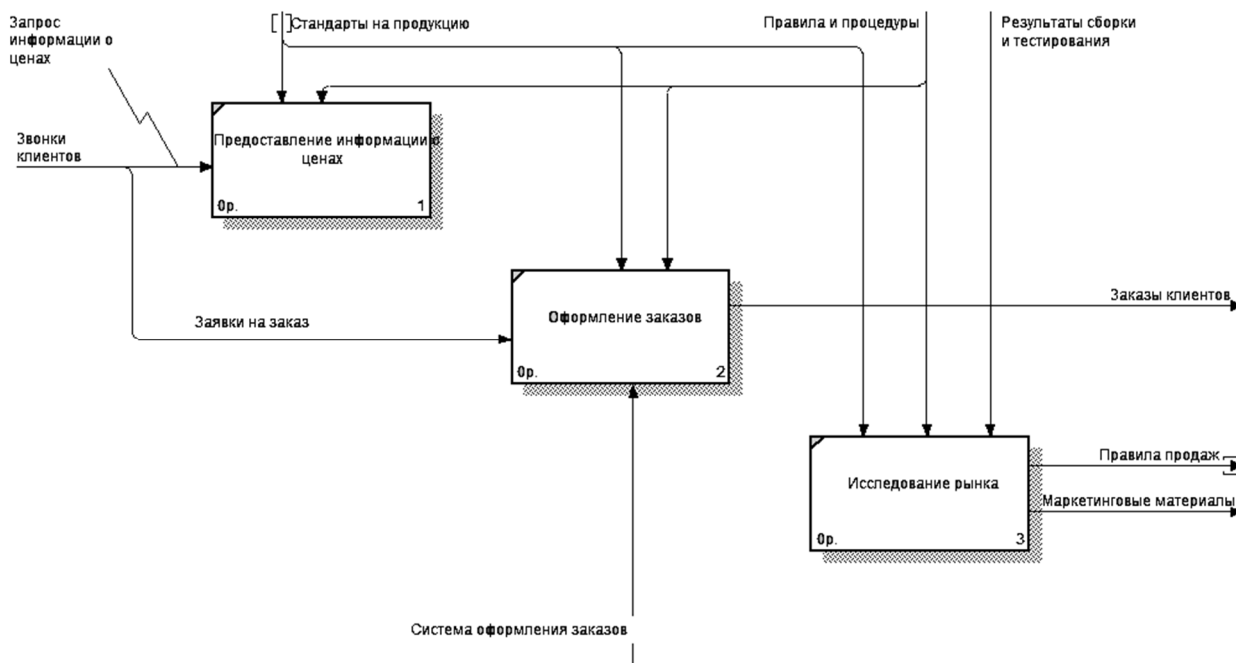 Запрос
информации о
ценах
[ ] Стандарты на продукцию
Правила и процедуры
Результаты сборки
и тестирования
Звонки
клиентов
Предоставление информации о
ценах
0р. 1
Заявки на заказ
Оформление заказов
0р. 2
Заказы клиентов
Исследование рынка
0р. 3
Правила продаж
Маркетинговые материалы
Система оформления заказов